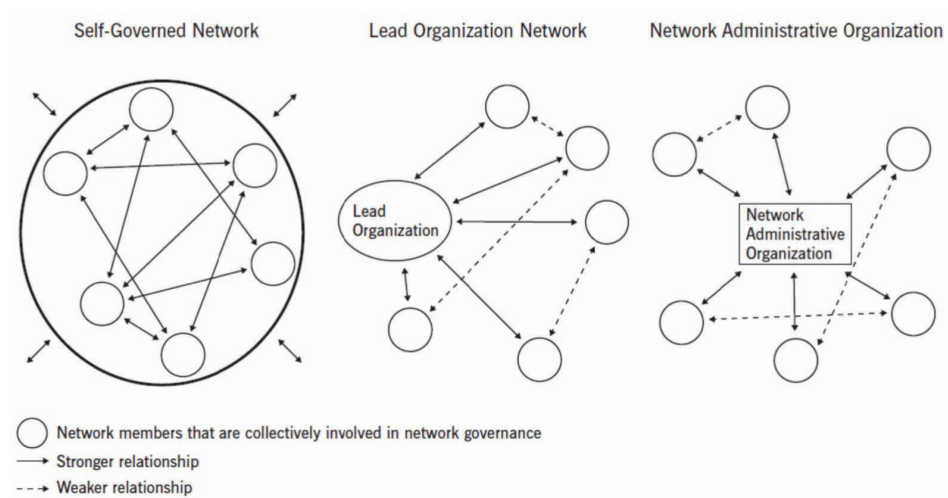 Self-Governed Network
Lead Organization Network
Network Administrative Organization
Lead
Organization
Network
Administrative
Organization
Network members that are collectively involved in network governance
Stronger relationship
Weaker relationship